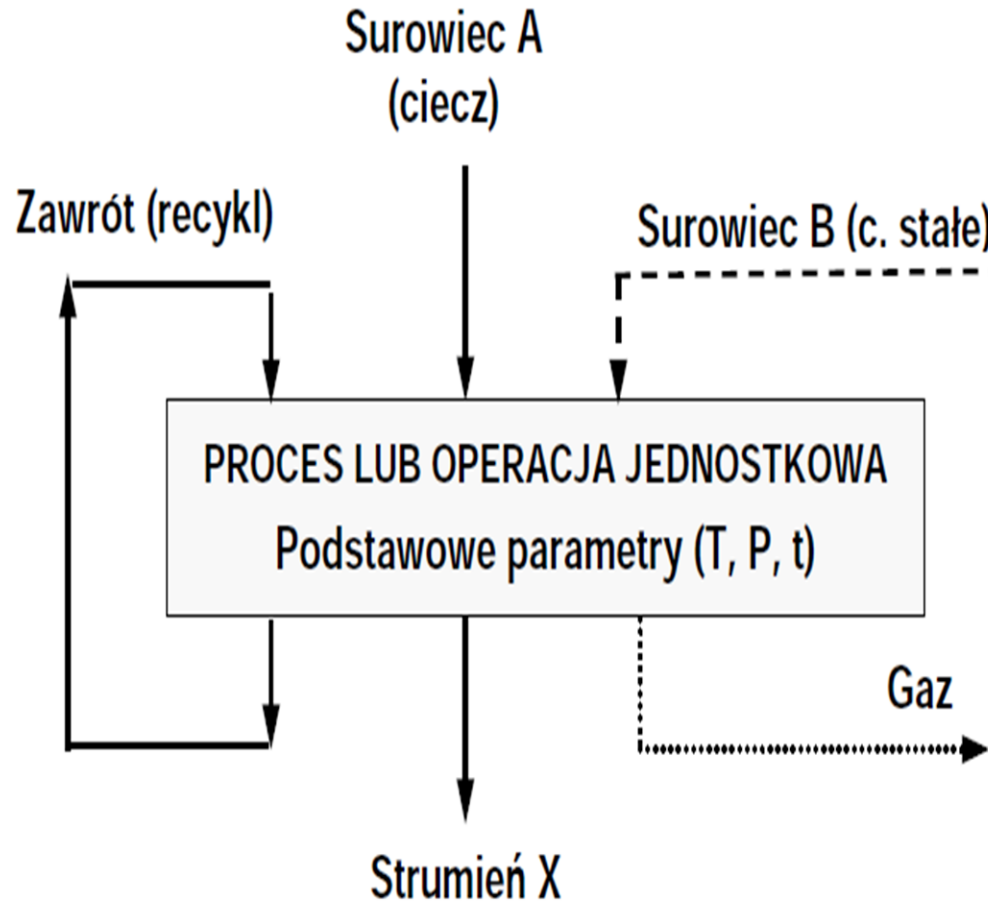 Surowiec A
(ciecz)
Zawrót (recykl)
Surowiec B (c. stałe)
PROCES LUB OPERACJA JEDNOSTKOWA
Podstawowe parametry (T, P, t)
Gaz
Strumień X